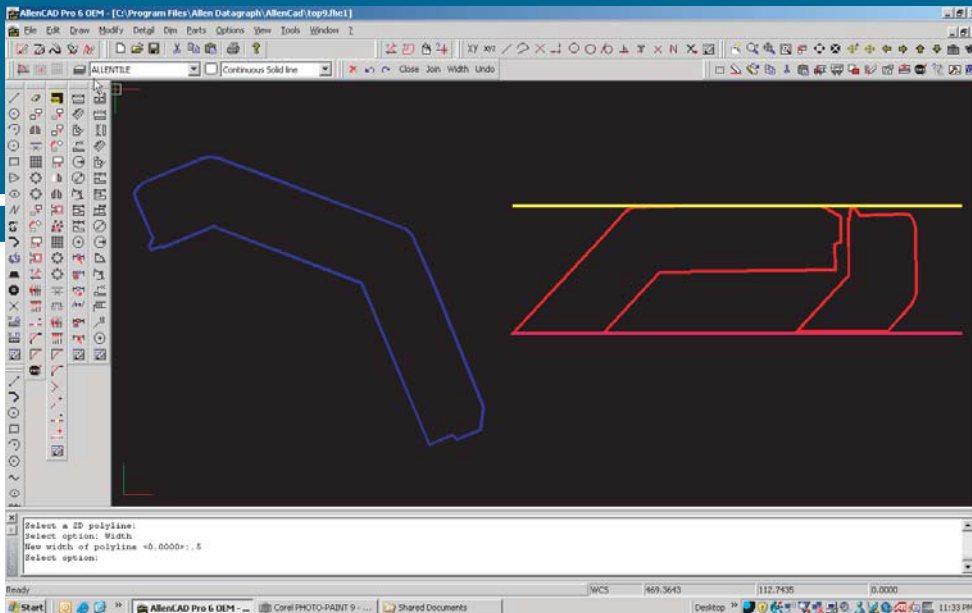 AllenCAD Pro 6 OEM - [C:\Program Files\Allen Datagraph\AllenCad\top9.fhe1]
File Edit Draw Modify Detail Dim Parts Options View Tools Window ?
XY XYZ
ALLENTILE Continuous Solid line Close Join Width Undo
Select a 2D polyline:
Select option: Width
New width of polyline <0.0000>:.5
Select option:
Ready WCS 469.3643 112.7435 0.0000
Start AllenCAD Pro 6 OEM - ... Corel PHOTO-PAINT 9 - ... Shared Documents Desktop 11:33 PM